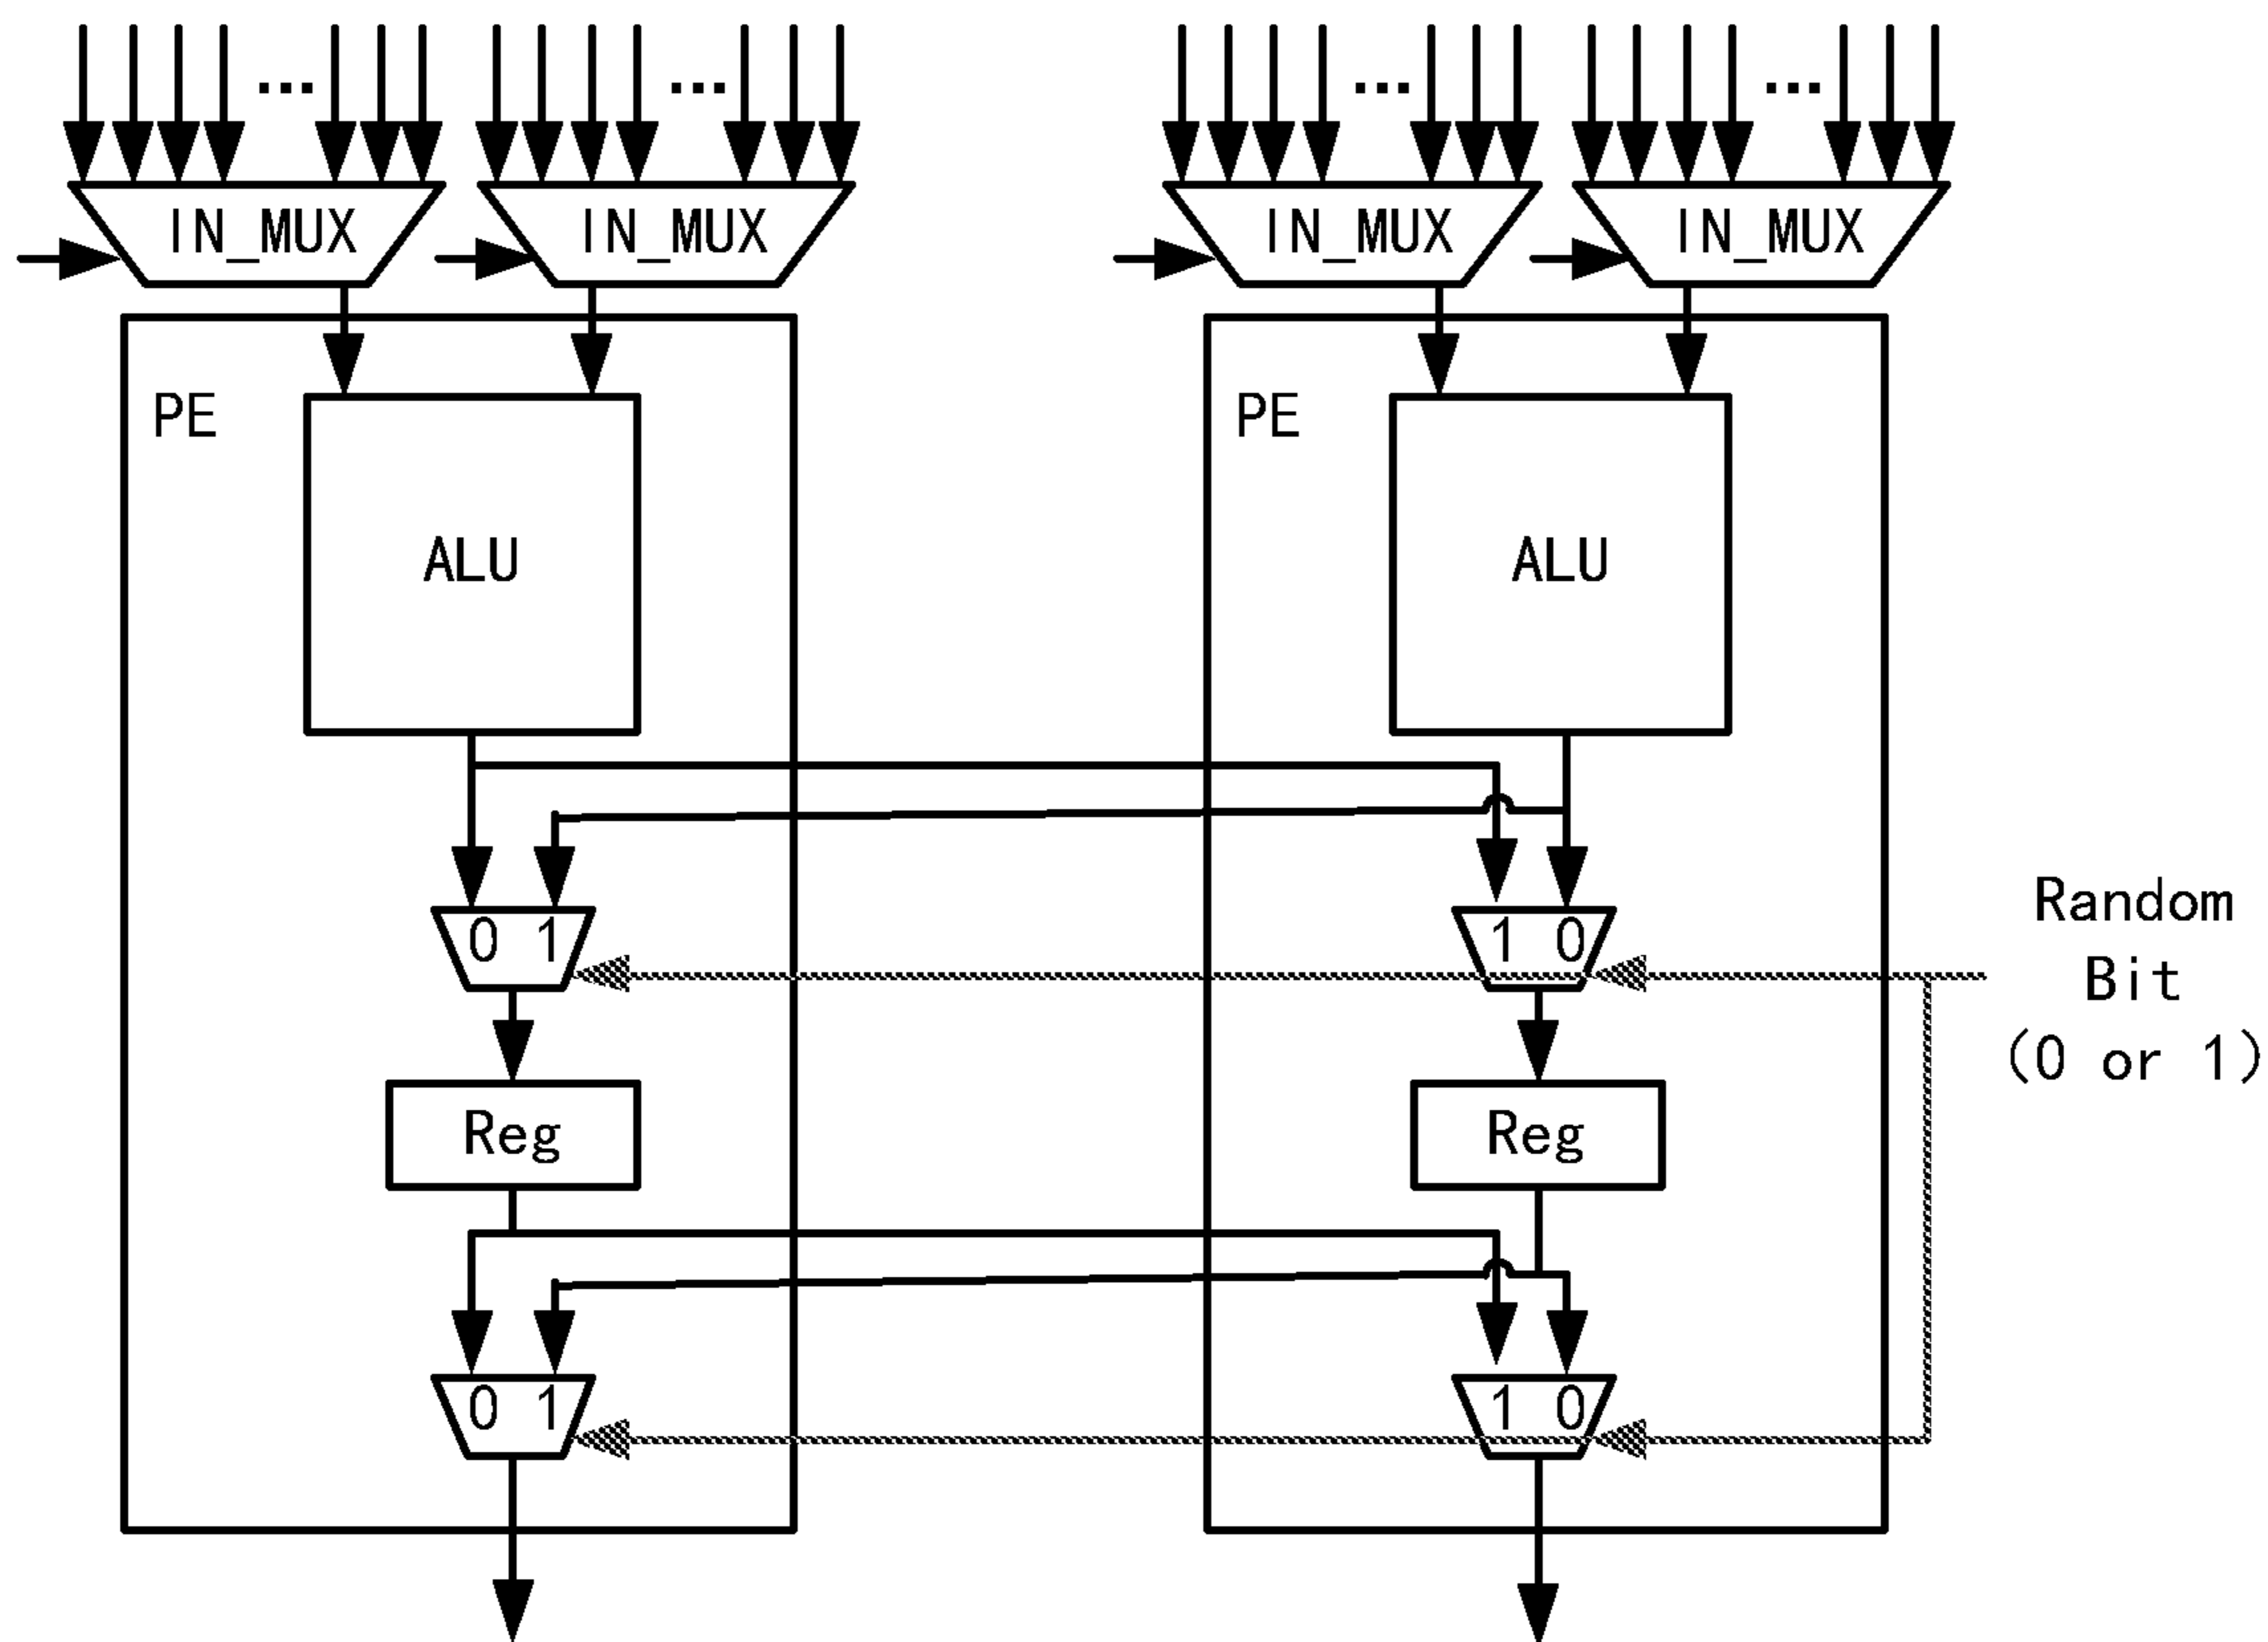 ...
...
...
...
IN_MUX
IN_MUX
IN_MUX
IN_MUX
PE
PE
ALU
ALU
0 1
1 0
Random
Bit
(0 or 1)
Reg
Reg
0 1
1 0